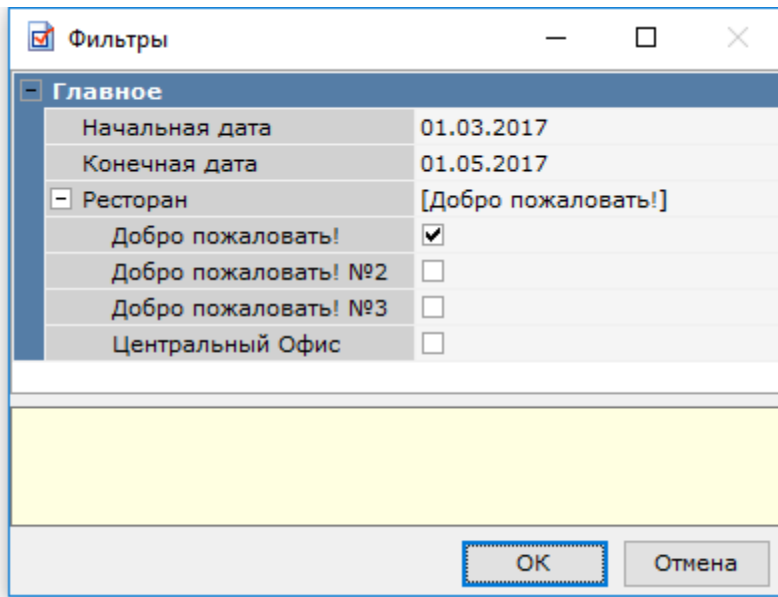 Фильтры
Главное
Начальная дата 01.03.2017
Конечная дата 01.05.2017
Ресторан [Добро пожаловать!]
Добро пожаловать!
Добро пожаловать! №2
Добро пожаловать! №3
Центральный Офис
ОК Отмена